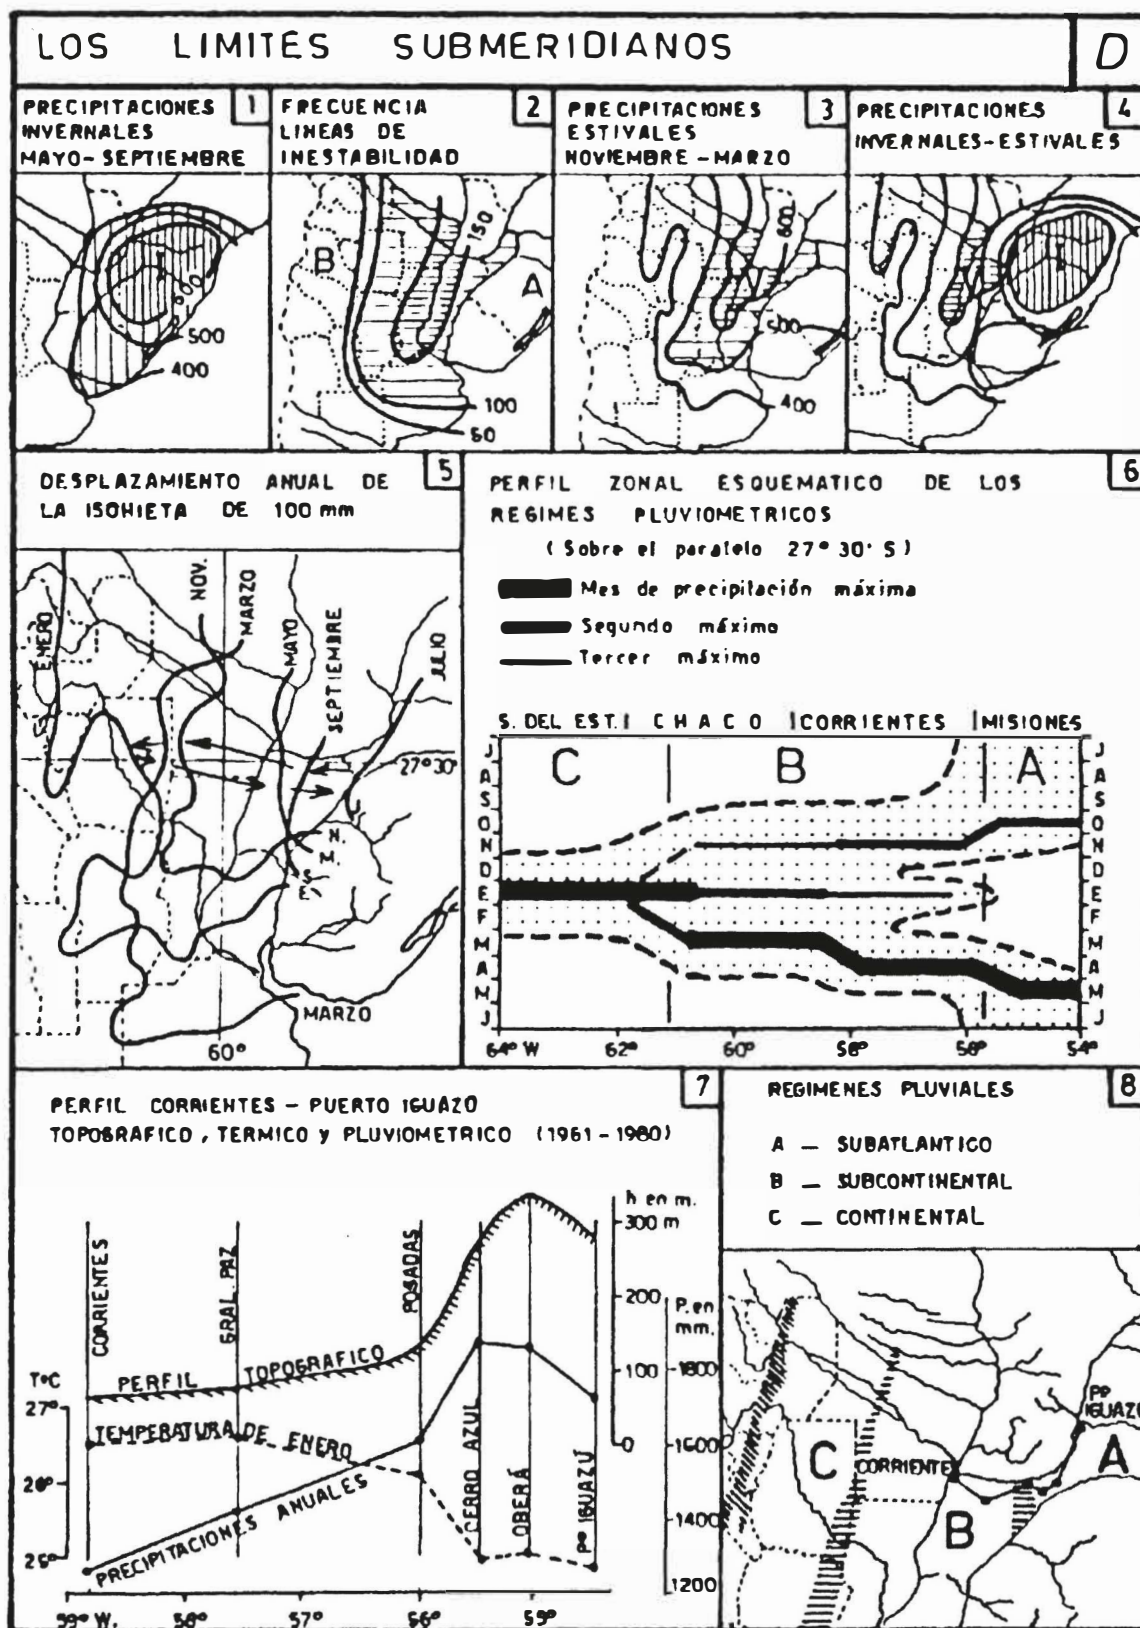 LOS LIMITES SUBMERIDIANOS
D
PRECIPITACIONES
INVERNALES
MAYO-SEPTIEMBRE
1
500
400
FRECUENCIA
LINEAS DE
INESTABILIDAD
2
B
150
A
100
50
PRECIPITACIONES
ESTIVALES
NOVIEMBRE-MARZO
3
600
500
400
PRECIPITACIONES
INVERNALES-ESTIVALES
4
DESPLAZAMIENTO ANUAL DE
LA ISOHIETA DE 100 mm
5
ENERO
NOV.
MARZO
MAYO
SEPTIEMBRE
JULIO
27°30'
N.
M.
S.
E.
MARZO
60°
PERFIL ZONAL ESQUEMATICO DE LOS
REGIMES PLUVIOMETRICOS
6
(Sobre el paralelo 27° 30' S)
Mes de precipitación máxima
Segundo máximo
Tercer máximo
S. DEL EST. | CHACO | CORRIENTES | MISIONES
C B A
J J
A A
S S
O O
N N
D D
E E
F F
M M
A A
M M
J J
64° W 62° 60° 58° 56° 54°
PERFIL CORRIENTES - PUERTO IGUAZO
TOPOGRAFICO, TERMICO y PLUVIOMETRICO (1961-1980)
7
CORRIENTES
GRAL. PAZ
POSADAS
CERRO AZUL
OBERÁ
Pº IGUAZÚ
h en m.
300 m
200
100
0
P. en
mm.
1800
1600
1400
1200
T°C
27°
26°
25°
PERFIL TOPOGRAFICO
TEMPERATURA DE ENERO
PRECIPITACIONES ANUALES
59° W. 58° 57° 56° 55°
REGIMENES PLUVIALES
8
A - SUBATLANTICO
B - SUBCONTINENTAL
C - CONTINENTAL
Pº
IGUAZU
A
C
CORRIENTE
B